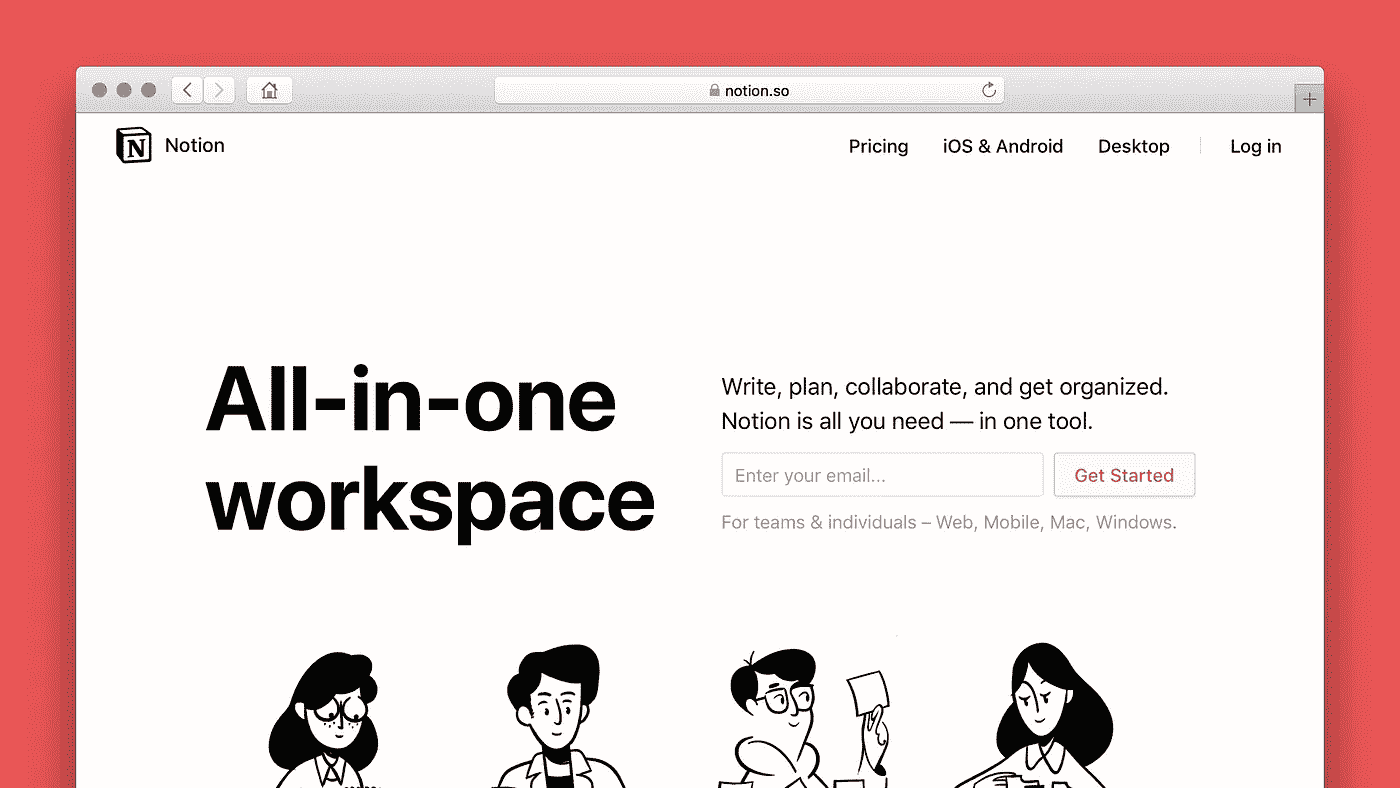 notion.so
N Notion
Pricing
iOS & Android
Desktop
Log in
All-in-one
workspace
Write, plan, collaborate, and get organized.
Notion is all you need — in one tool.
Enter your email...
Get Started
For teams & individuals – Web, Mobile, Mac, Windows.